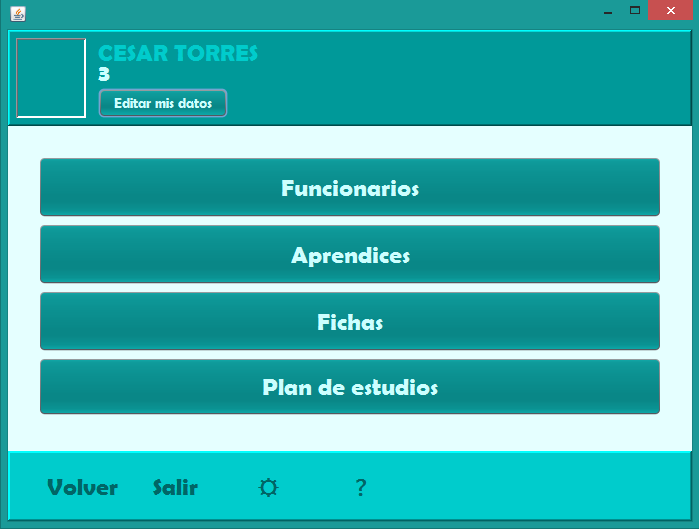 CESAR TORRES
3
Editar mis datos
Funcionarios
Aprendices
Fichas
Plan de estudios
Volver Salir ☼ ?